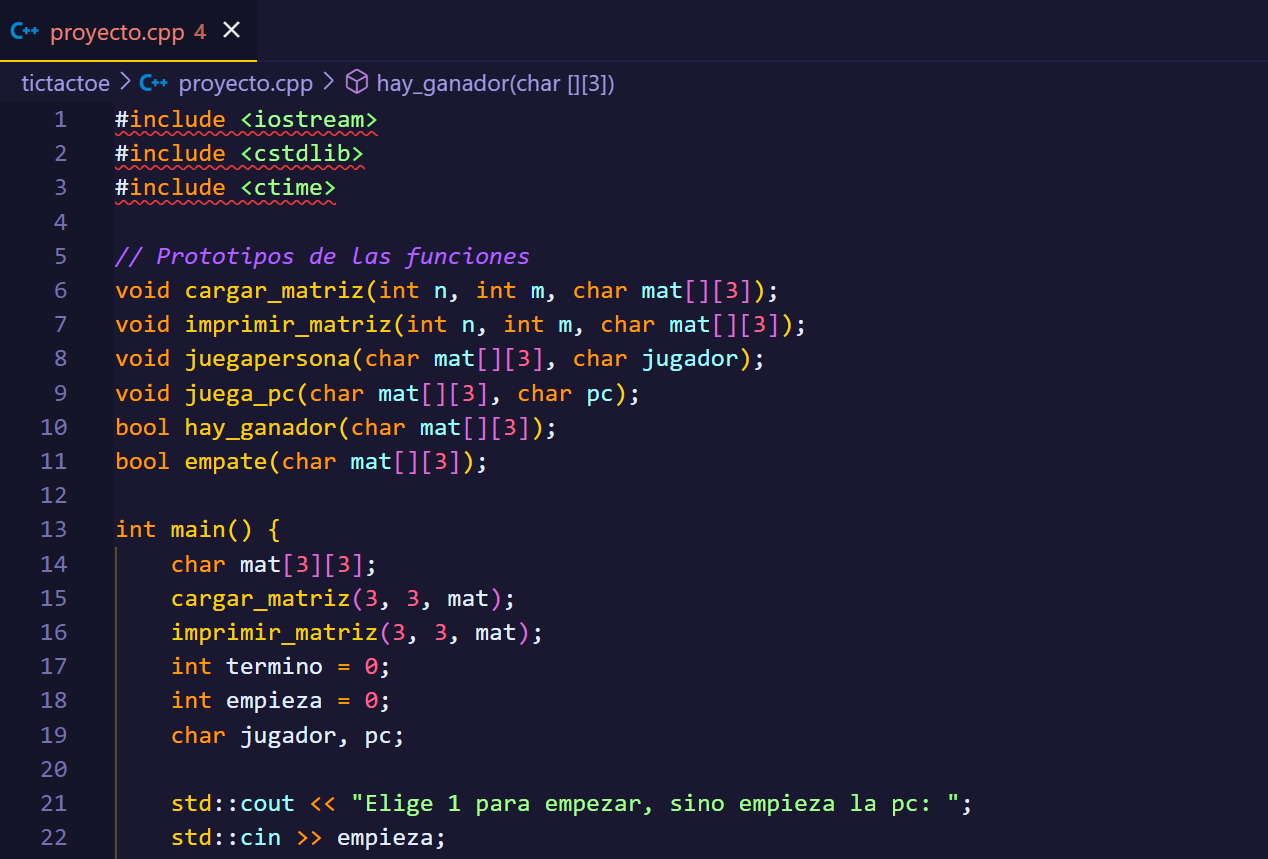 C++ proyecto.cpp 4 ×
tictactoe > C++ proyecto.cpp > hay_ganador(char [][3])
1 #include <iostream>
2 #include <cstdlib>
3 #include <ctime>
4
5 // Prototipos de las funciones
6 void cargar_matriz(int n, int m, char mat[][3]);
7 void imprimir_matriz(int n, int m, char mat[][3]);
8 void juegapersona(char mat[][3], char jugador);
9 void juega_pc(char mat[][3], char pc);
10 bool hay_ganador(char mat[][3]);
11 bool empate(char mat[][3]);
12
13 int main() {
14     char mat[3][3];
15     cargar_matriz(3, 3, mat);
16     imprimir_matriz(3, 3, mat);
17     int termino = 0;
18     int empieza = 0;
19     char jugador, pc;
20
21     std::cout << "Elige 1 para empezar, sino empieza la pc: ";
22     std::cin >> empieza;